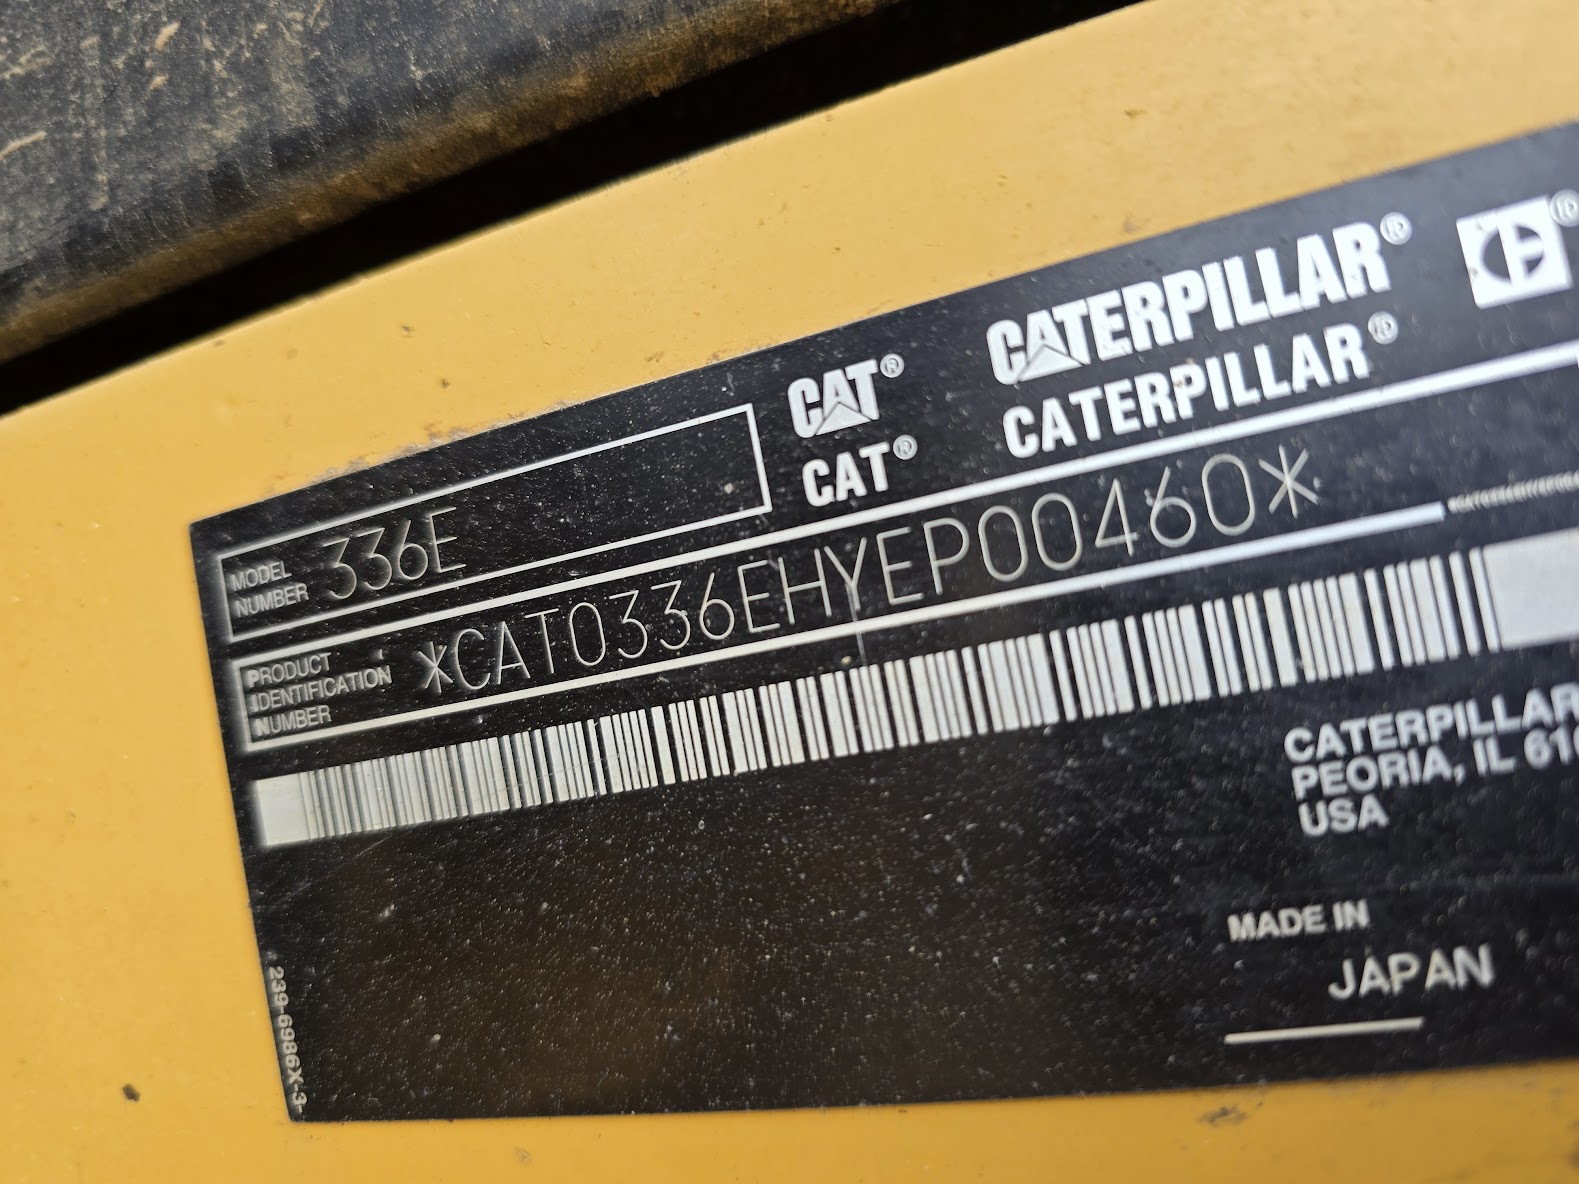 CAT® CATERPILLAR®
CAT® CATERPILLAR®
MODEL NUMBER 336E
PRODUCT IDENTIFICATION NUMBER *CAT0336EHYEP00460*
CATERPILLAR
PEORIA, IL 61
USA
MADE IN
JAPAN
239-6986X-3